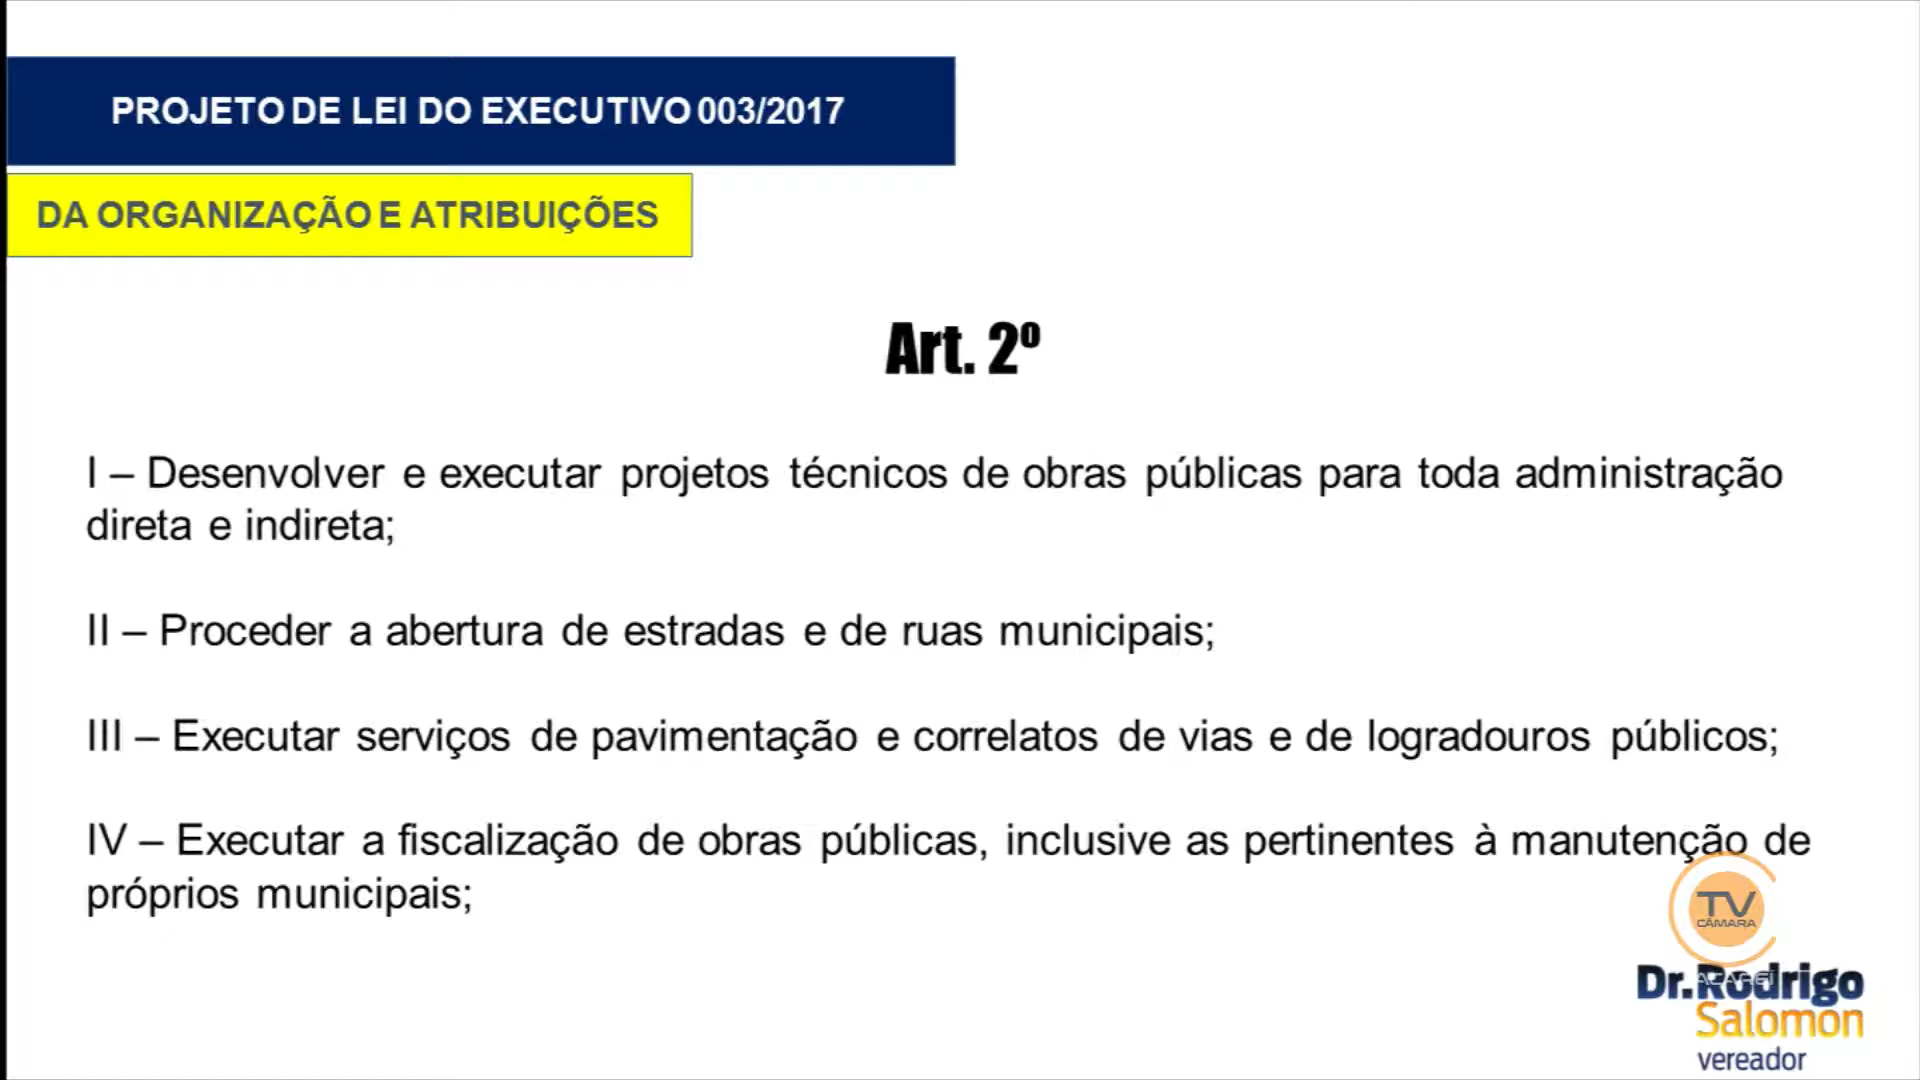 PROJETO DE LEI DO EXECUTIVO 003/2017
DA ORGANIZAÇÃO E ATRIBUIÇÕES
Art. 2º
I – Desenvolver e executar projetos técnicos de obras públicas para toda administração
direta e indireta;
II – Proceder a abertura de estradas e de ruas municipais;
III – Executar serviços de pavimentação e correlatos de vias e de logradouros públicos;
IV – Executar a fiscalização de obras públicas, inclusive as pertinentes à manutenção de
próprios municipais;
TV
CÂMARA
Dr. Rodrigo
Salomon
vereador